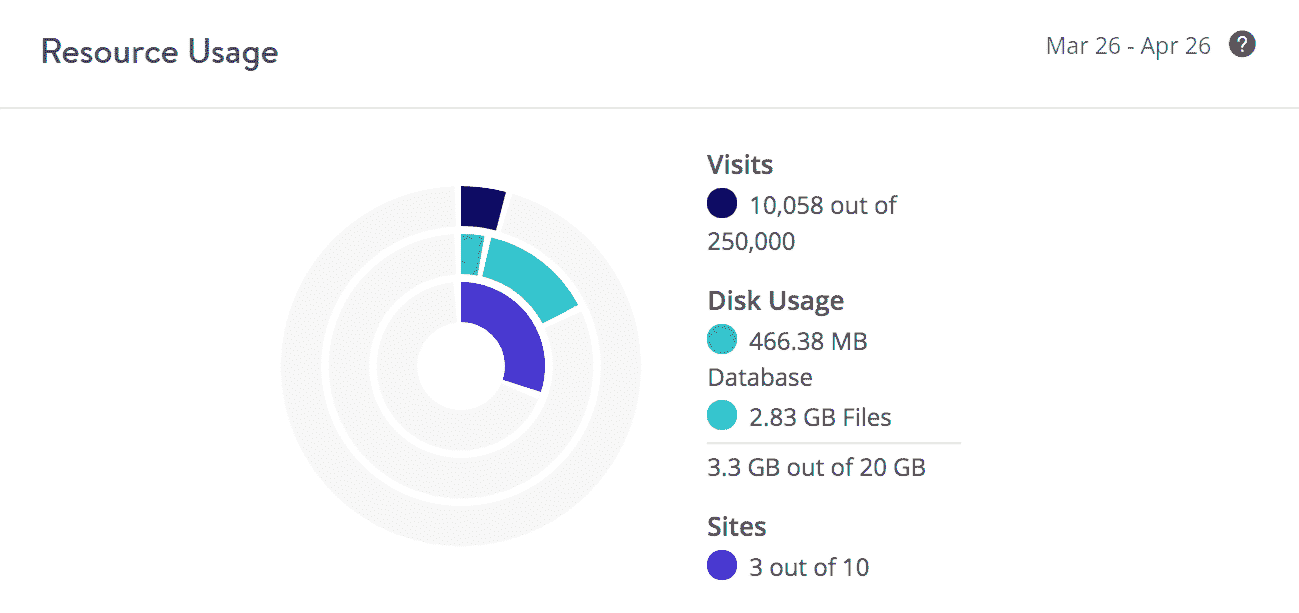 Resource Usage
Mar 26 - Apr 26 ?
Visits
10,058 out of
250,000
Disk Usage
466.38 MB
Database
2.83 GB Files
3.3 GB out of 20 GB
Sites
3 out of 10